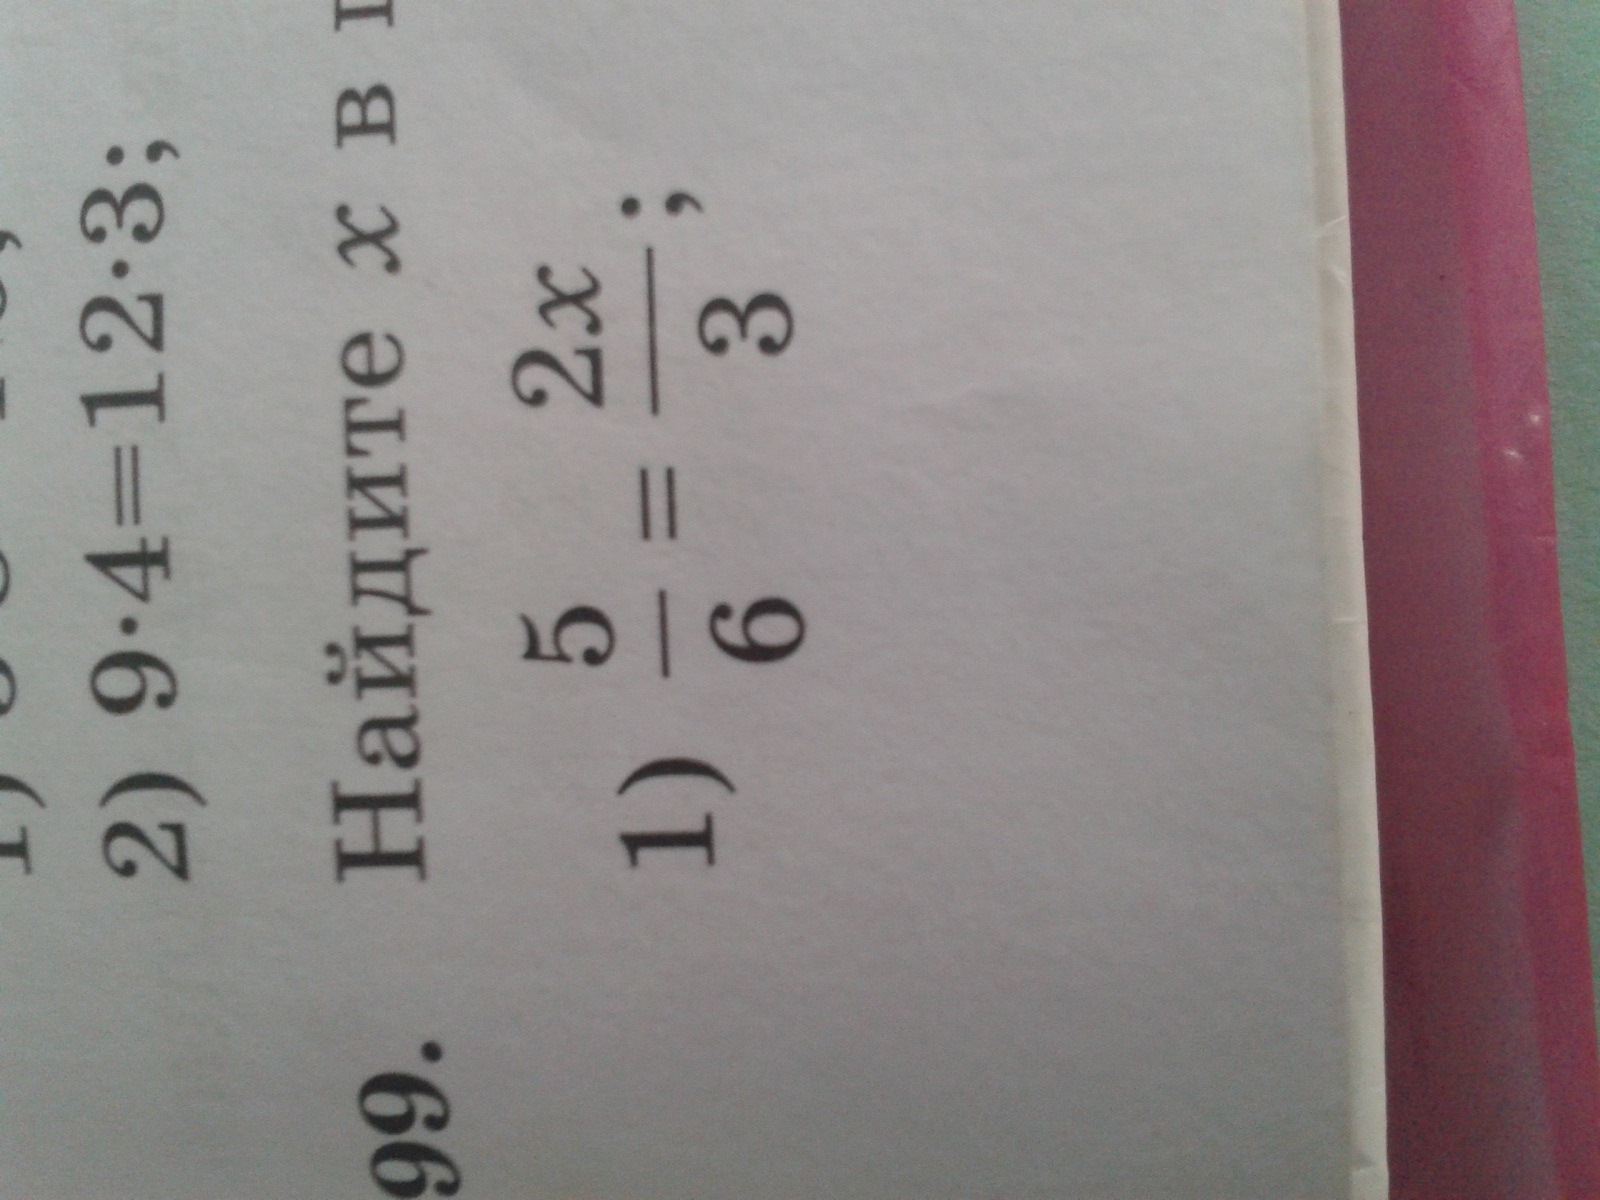 2) 9·4=12·3;
99. Найдите x в
1) 5/6 = 2x/3;